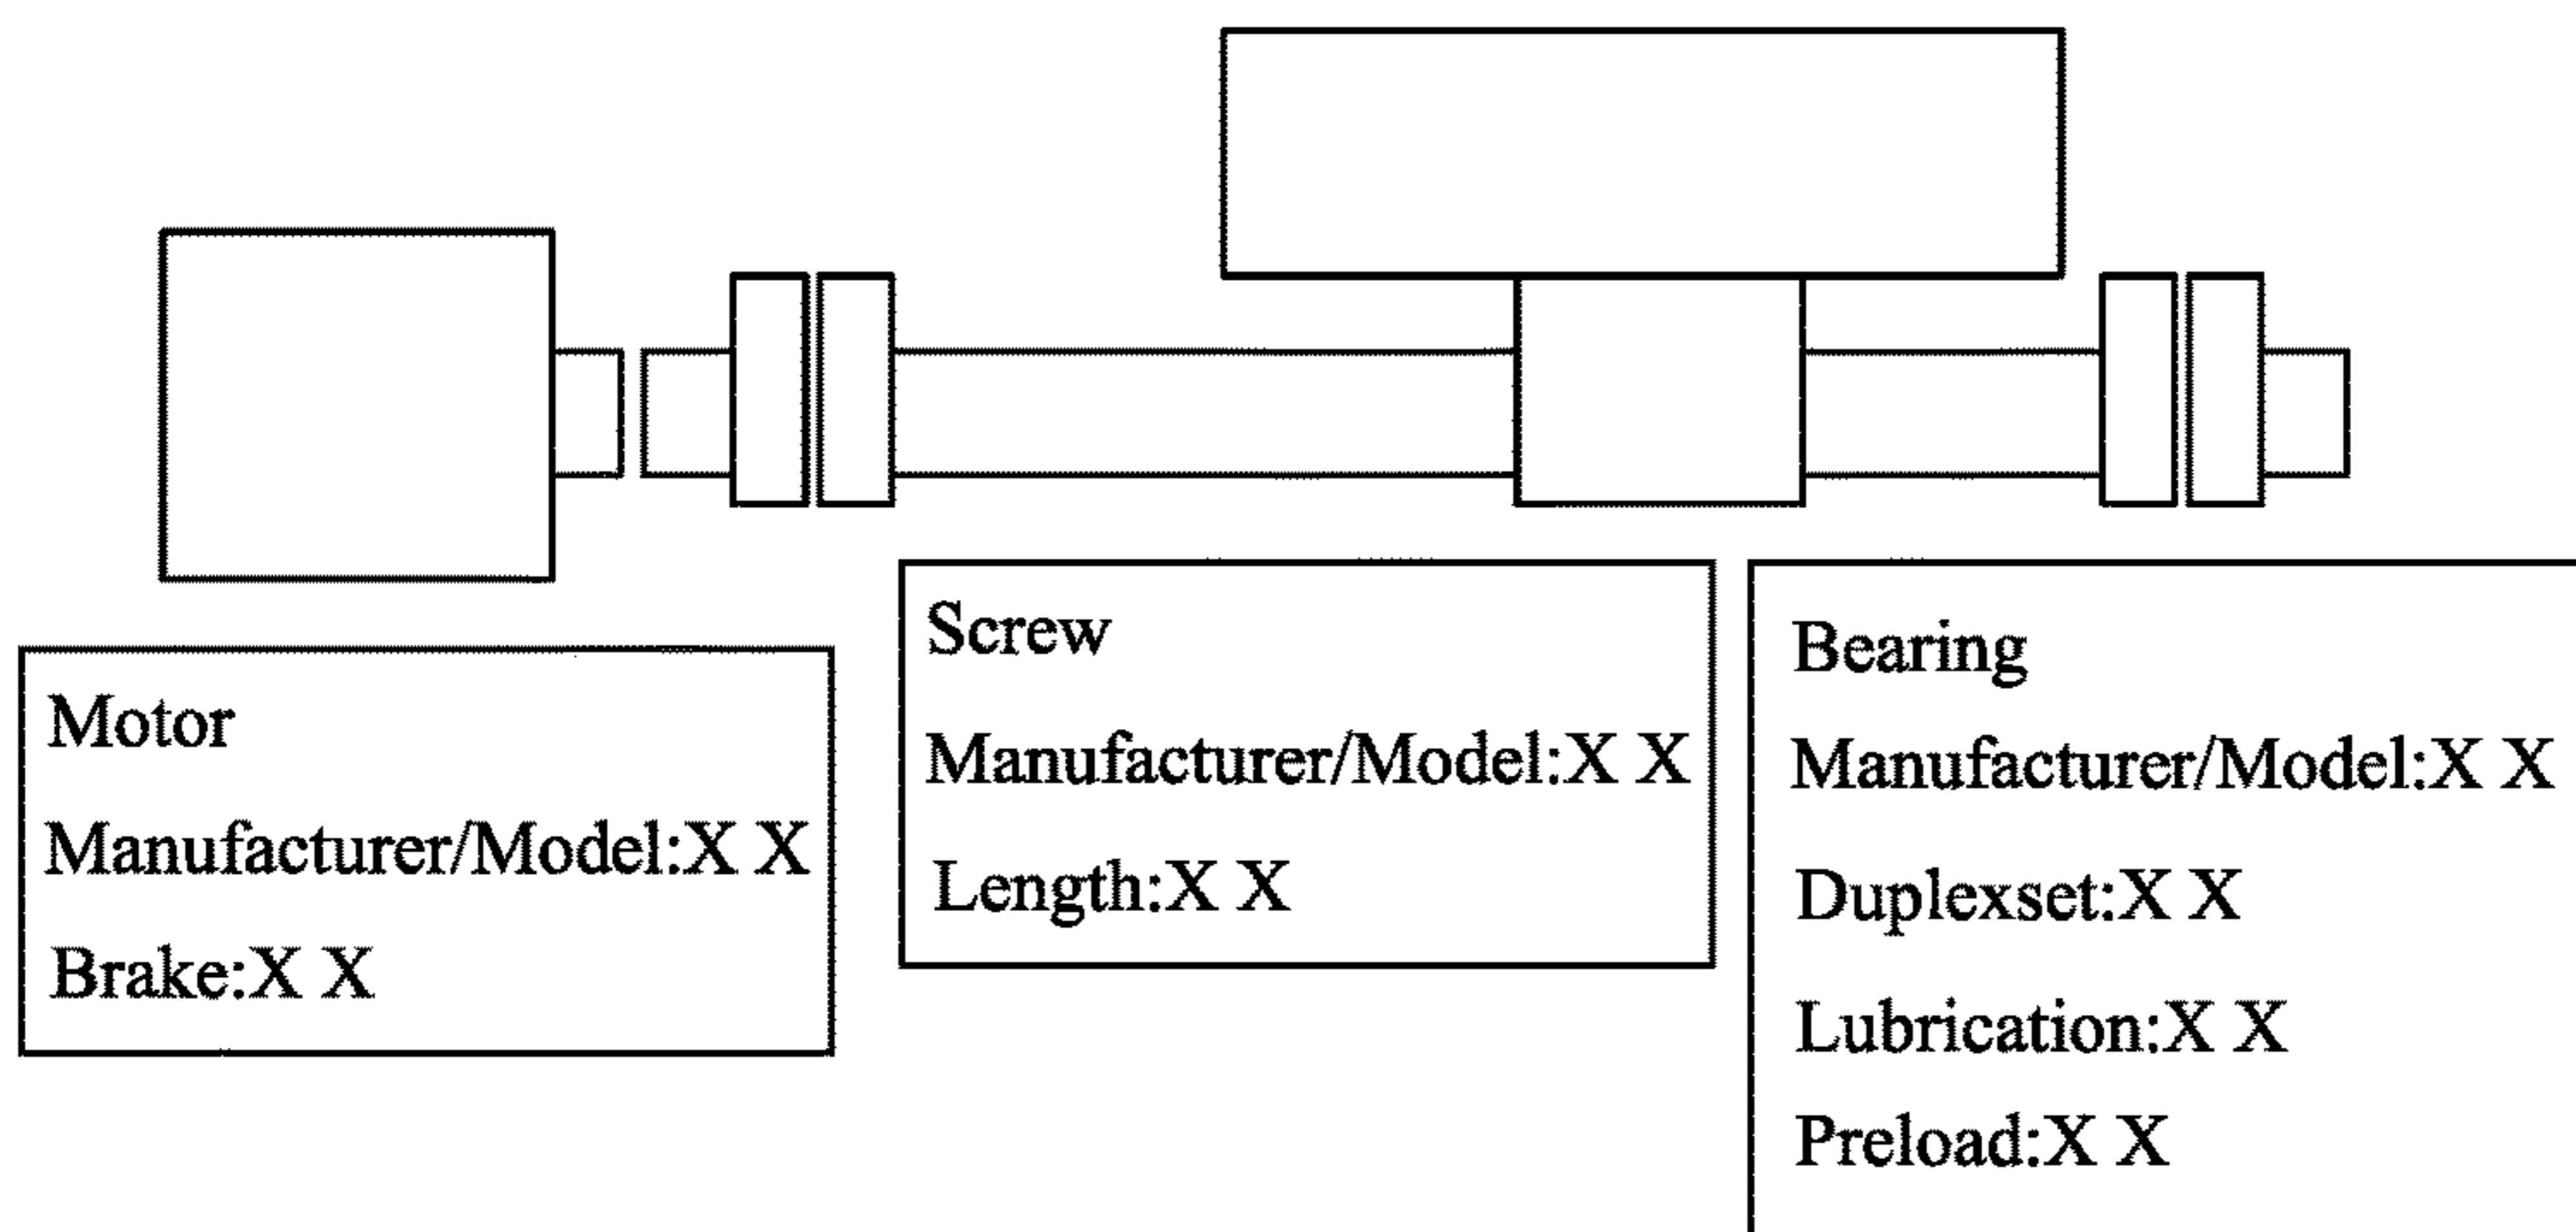 Motor
Manufacturer/Model:X X
Brake:X X
Screw
Manufacturer/Model:X X
Length:X X
Bearing
Manufacturer/Model:X X
Duplexset:X X
Lubrication:X X
Preload:X X